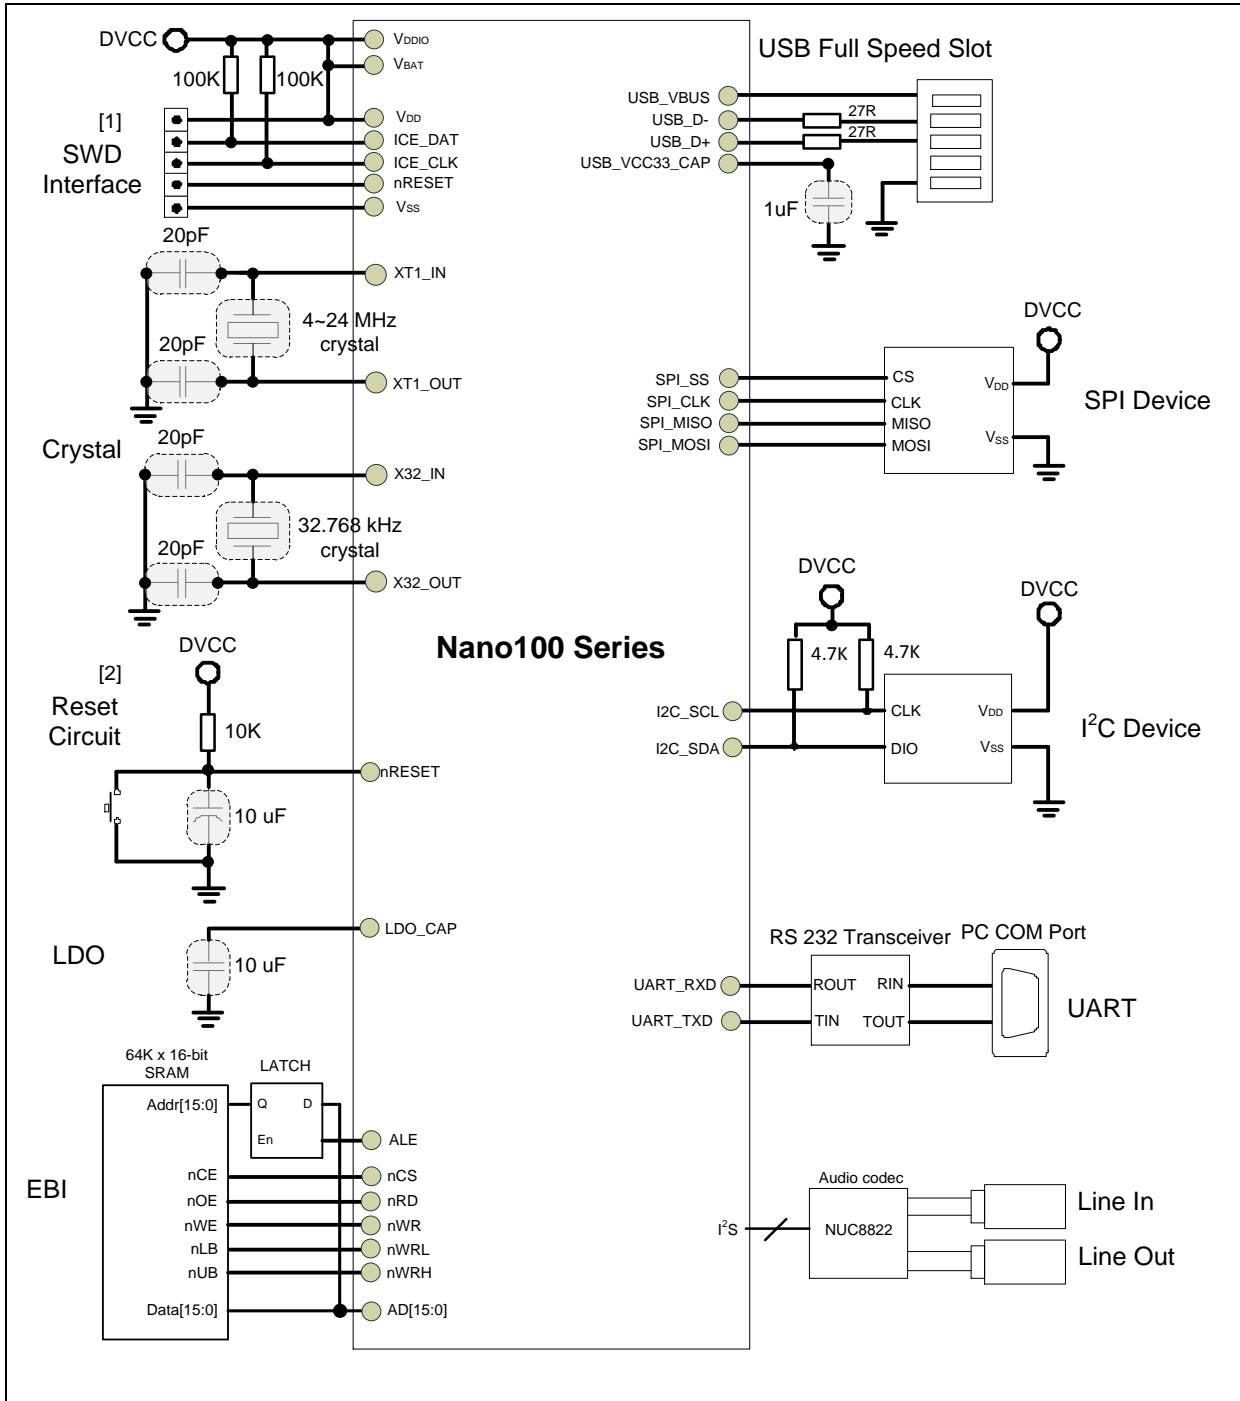 DVCC
VDDIO
VBAT
100K
100K
[1]
SWD
Interface
VDD
ICE_DAT
ICE_CLK
nRESET
VSS
20pF
XT1_IN
4~24 MHz
crystal
20pF
XT1_OUT
Crystal
20pF
X32_IN
32.768 kHz
crystal
20pF
X32_OUT
DVCC
[2]
Reset
Circuit
10K
nRESET
10 uF
LDO_CAP
LDO
10 uF
64K x 16-bit
SRAM
LATCH
Addr[15:0]
Q
D
En
ALE
EBI
nCE
nCS
nOE
nRD
nWE
nWR
nLB
nWRL
nUB
nWRH
Data[15:0]
AD[15:0]
Nano100 Series
USB Full Speed Slot
USB_VBUS
USB_D-
27R
USB_D+
27R
USB_VCC33_CAP
1uF
DVCC
SPI_SS
CS
VDD
SPI_CLK
CLK
SPI Device
SPI_MISO
MISO
SPI_MOSI
MOSI
VSS
DVCC
DVCC
4.7K
4.7K
I2C_SCL
CLK
VDD
I2C_SDA
DIO
VSS
I²C Device
RS 232 Transceiver
PC COM Port
UART_RXD
ROUT
RIN
UART
UART_TXD
TIN
TOUT
Audio codec
I²S
NUC8822
Line In
Line Out